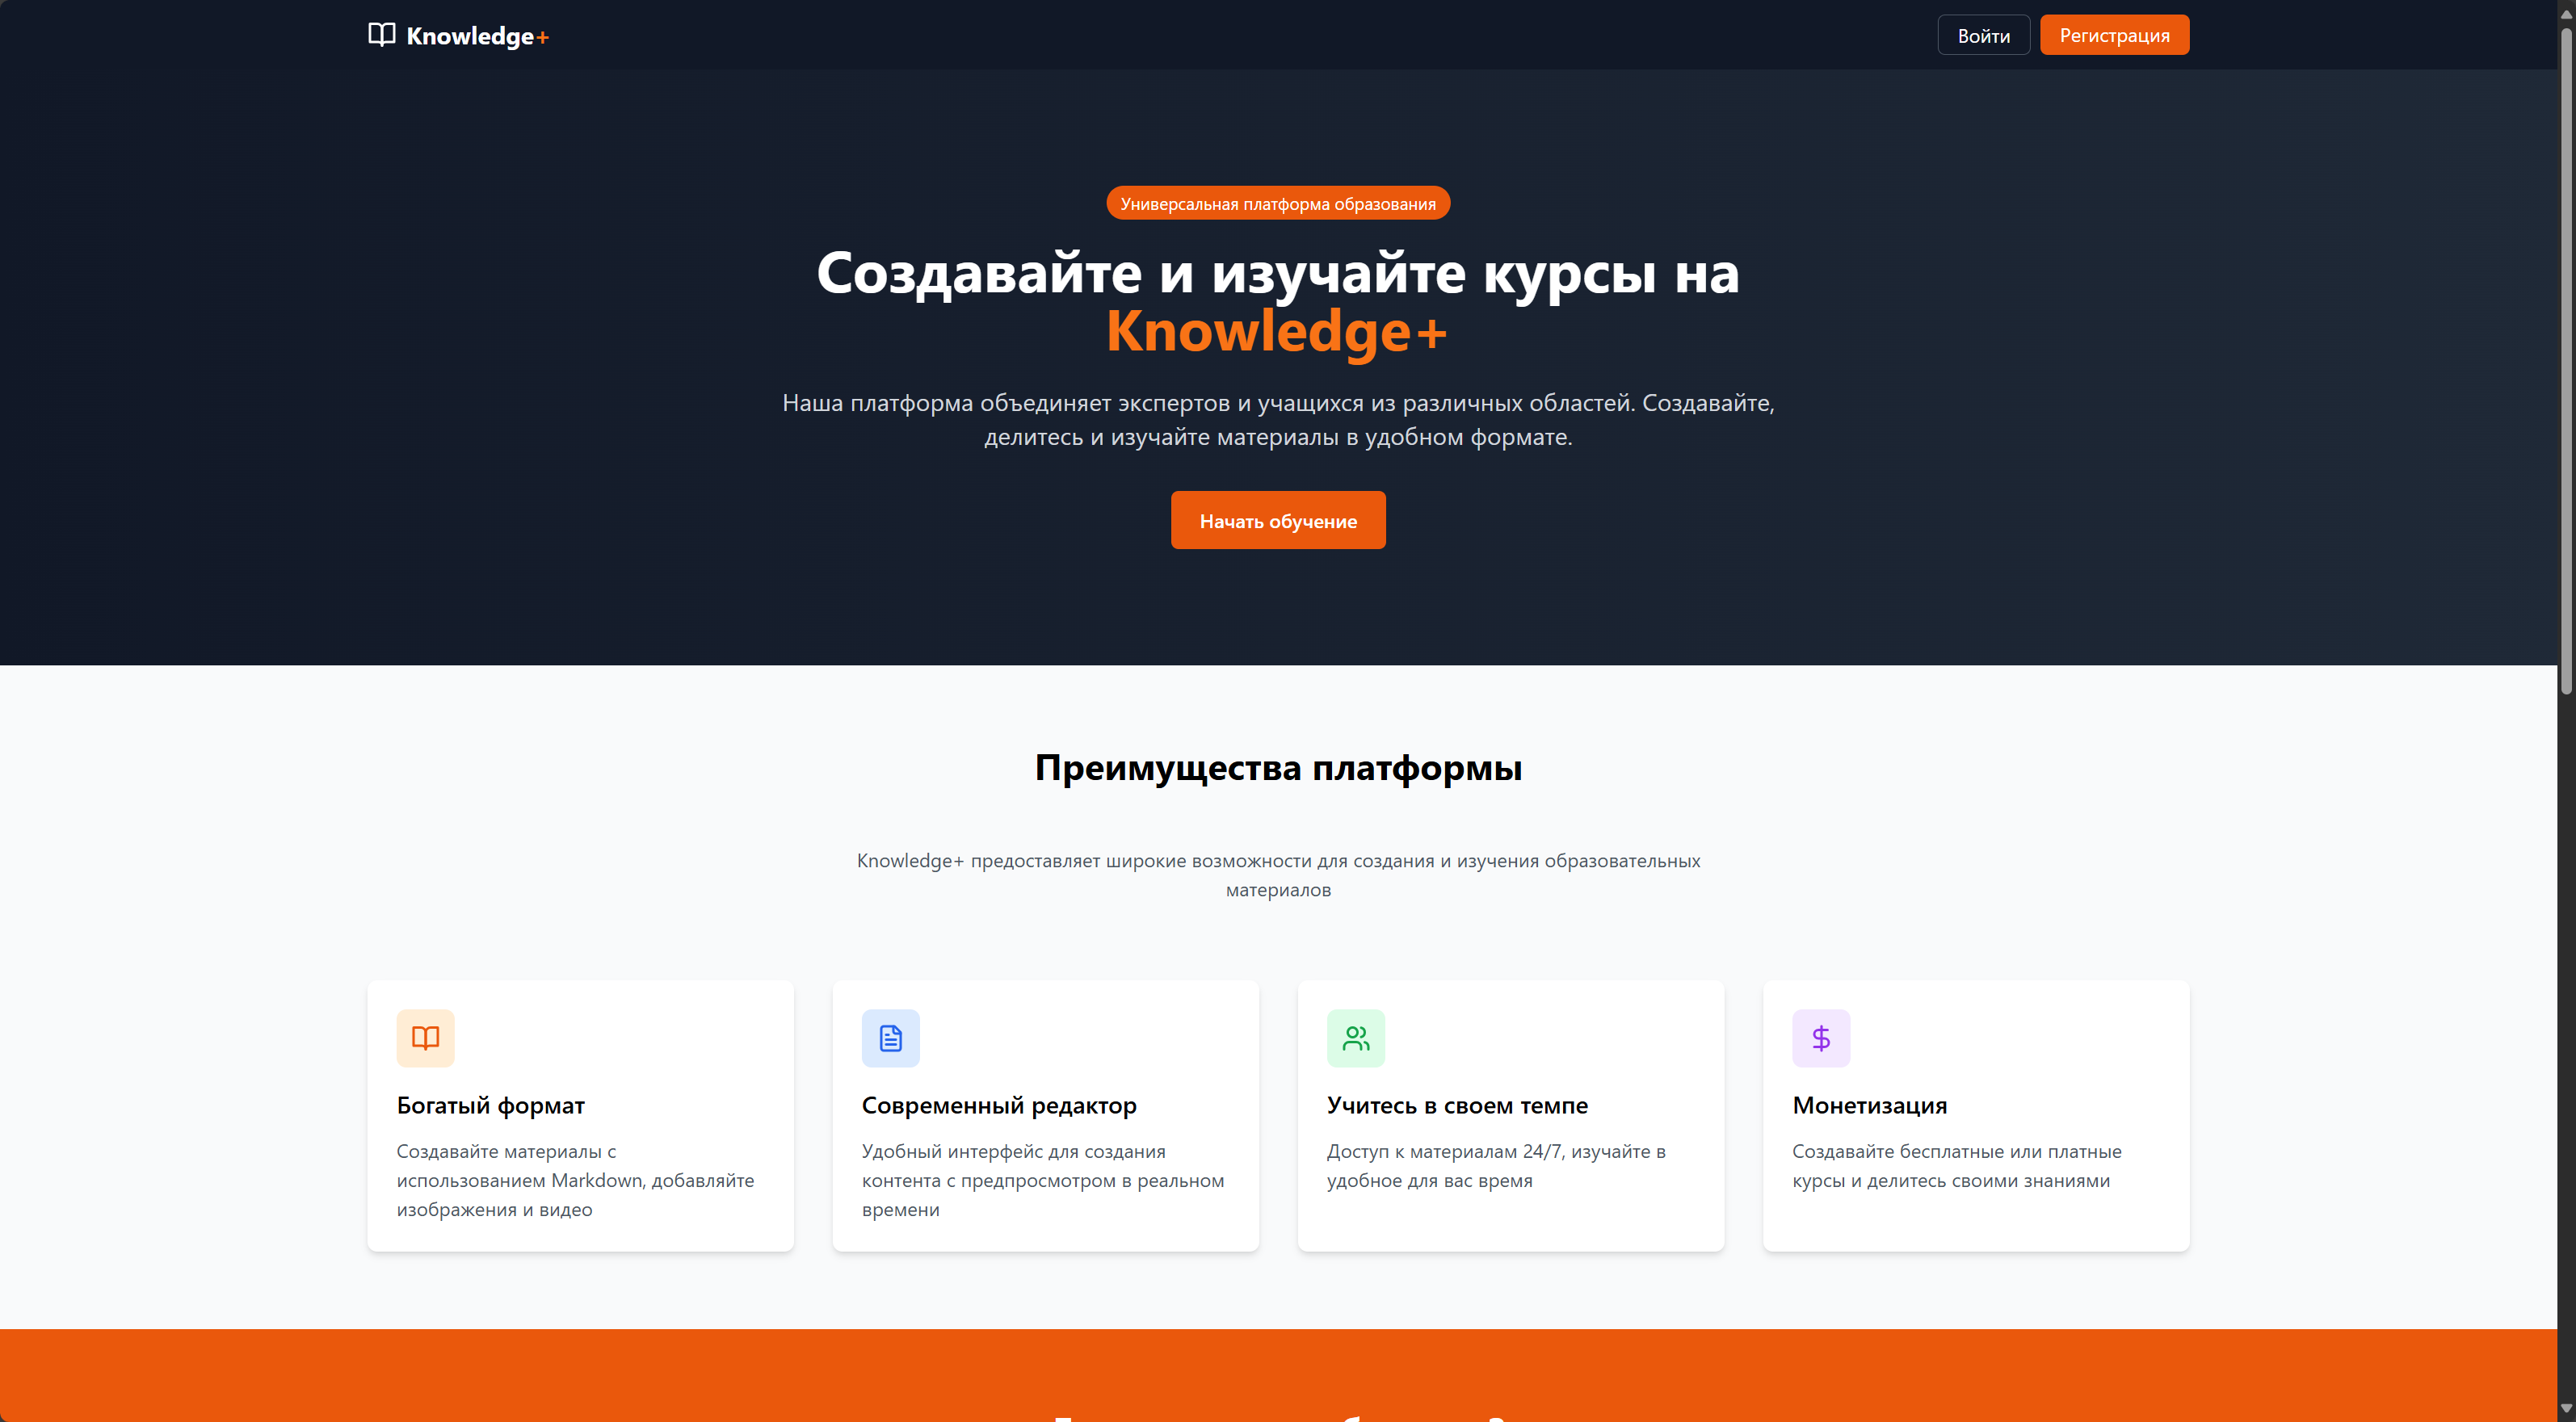 Knowledge+
Войти
Регистрация
Универсальная платформа образования
Создавайте и изучайте курсы на
Knowledge+
Наша платформа объединяет экспертов и учащихся из различных областей. Создавайте,
делитесь и изучайте материалы в удобном формате.
Начать обучение
Преимущества платформы
Knowledge+ предоставляет широкие возможности для создания и изучения образовательных
материалов
Богатый формат
Создавайте материалы с
использованием Markdown, добавляйте
изображения и видео
Современный редактор
Удобный интерфейс для создания
контента с предпросмотром в реальном
времени
Учитесь в своем темпе
Доступ к материалам 24/7, изучайте в
удобное для вас время
Монетизация
Создавайте бесплатные или платные
курсы и делитесь своими знаниями